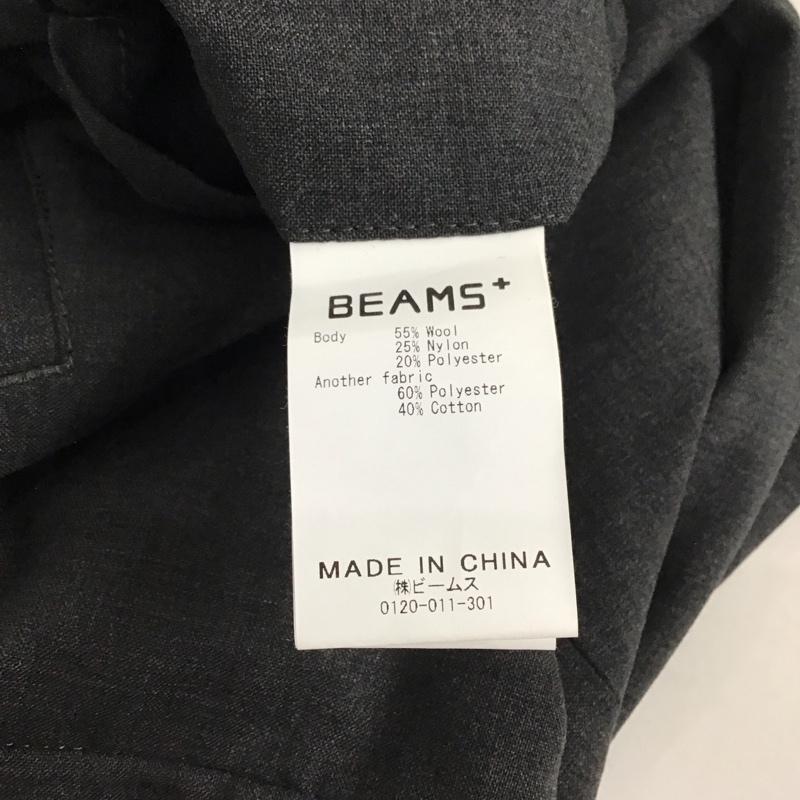 BEAMS+
Body 55% Wool
25% Nylon
20% Polyester
Another fabric
60% Polyester
40% Cotton
MADE IN CHINA
㈱ビームス
0120-011-301